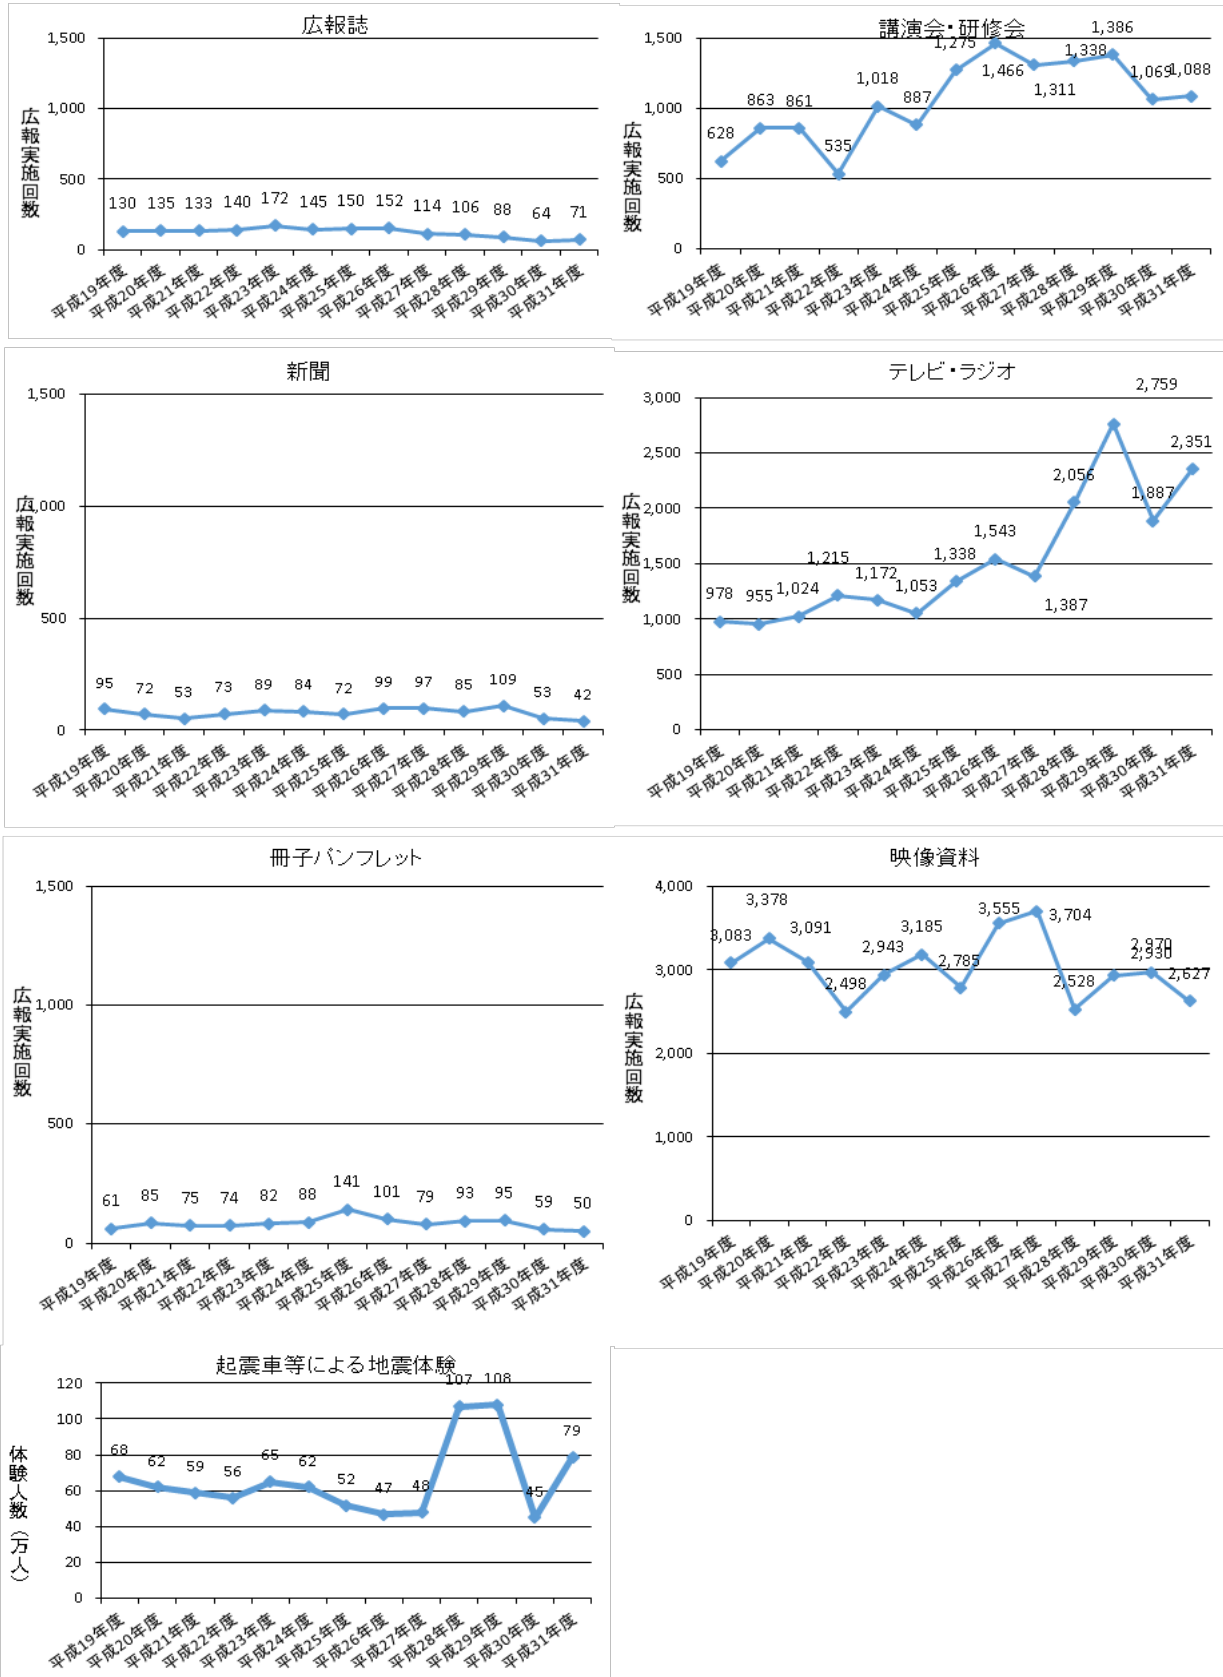 広報誌
1,500
1,000
500
0
広報実施回数
130 135 133 140 172 145 150 152 114 106 88 64 71
平成19年度 平成20年度 平成21年度 平成22年度 平成23年度 平成24年度 平成25年度 平成26年度 平成27年度 平成28年度 平成29年度 平成30年度 平成31年度
講演会・研修会
1,500
1,000
500
0
広報実施回数
628 863 861 535 1,018 887 1,275 1,466 1,311 1,338 1,386 1,069 1,088
平成19年度 平成20年度 平成21年度 平成22年度 平成23年度 平成24年度 平成25年度 平成26年度 平成27年度 平成28年度 平成29年度 平成30年度 平成31年度
新聞
1,500
1,000
500
0
広報実施回数
95 72 53 73 89 84 72 99 97 85 109 53 42
平成19年度 平成20年度 平成21年度 平成22年度 平成23年度 平成24年度 平成25年度 平成26年度 平成27年度 平成28年度 平成29年度 平成30年度 平成31年度
テレビ・ラジオ
3,000
2,500
2,000
1,500
1,000
500
0
広報実施回数
978 955 1,024 1,215 1,172 1,053 1,338 1,543 1,387 2,056 2,759 1,887 2,351
平成19年度 平成20年度 平成21年度 平成22年度 平成23年度 平成24年度 平成25年度 平成26年度 平成27年度 平成28年度 平成29年度 平成30年度 平成31年度
冊子パンフレット
1,500
1,000
500
0
広報実施回数
61 85 75 74 82 88 141 101 79 93 95 59 50
平成19年度 平成20年度 平成21年度 平成22年度 平成23年度 平成24年度 平成25年度 平成26年度 平成27年度 平成28年度 平成29年度 平成30年度 平成31年度
映像資料
4,000
3,000
2,000
1,000
0
広報実施回数
3,083 3,378 3,091 2,498 2,943 3,185 2,785 3,555 3,704 2,528 2,930 2,970 2,627
平成19年度 平成20年度 平成21年度 平成22年度 平成23年度 平成24年度 平成25年度 平成26年度 平成27年度 平成28年度 平成29年度 平成30年度 平成31年度
起震車等による地震体験
120
100
80
60
40
20
0
体験人数（万人）
68 62 59 56 65 62 52 47 48 107 108 45 79
平成19年度 平成20年度 平成21年度 平成22年度 平成23年度 平成24年度 平成25年度 平成26年度 平成27年度 平成28年度 平成29年度 平成30年度 平成31年度